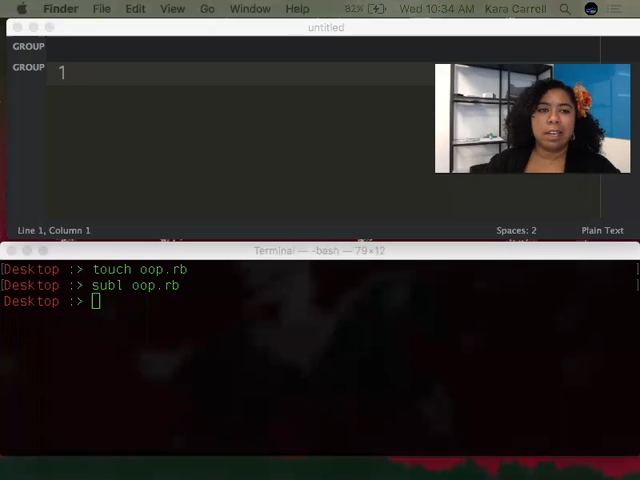 Finder File Edit View Go Window Help 82% Wed 10:34 AM Kara Carroll
untitled
GROUP
GROUP 1
Line 1, Column 1 Spaces: 2 Plain Text
Terminal — -bash — 79×12
[Desktop :> touch oop.rb ]
[Desktop :> subl oop.rb ]
Desktop :>